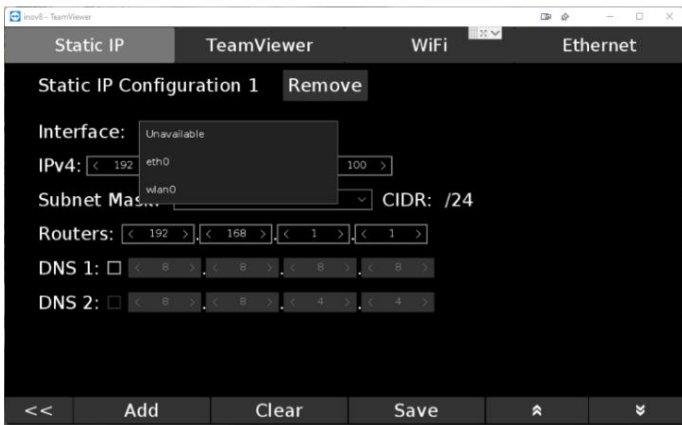 inov8 - TeamViewer
Static IP TeamViewer WiFi Ethernet
Static IP Configuration 1 Remove
Interface:
Unavailable
IPv4: < 192 eth0 100 >
wlan0
Subnet Mask: CIDR: /24
Routers: < 192 > . < 168 > . < 1 > . < 1 >
DNS 1: < 8 > . < 8 > . < 8 > . < 8 >
DNS 2: < 8 > . < 8 > . < 4 > . < 4 >
<< Add Clear Save